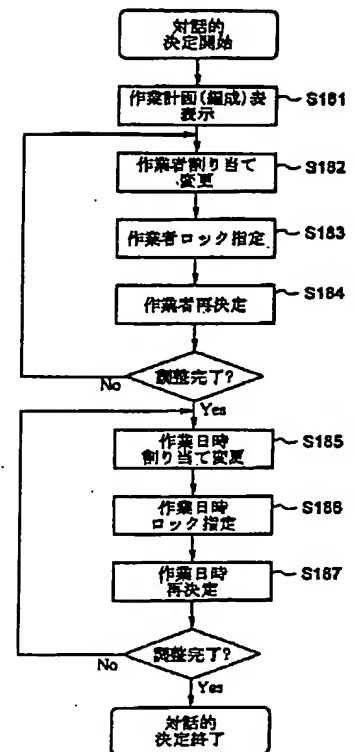 対話的
決定開始
作業計画(編成)表
表示
S181
作業者割り当て
変更
S182
作業者ロック指定
S183
作業者再決定
S184
調整完了?
No
Yes
作業日時
割り当て変更
S185
作業日時
ロック指定
S186
作業日時
再決定
S187
調整完了?
No
Yes
対話的
決定終了